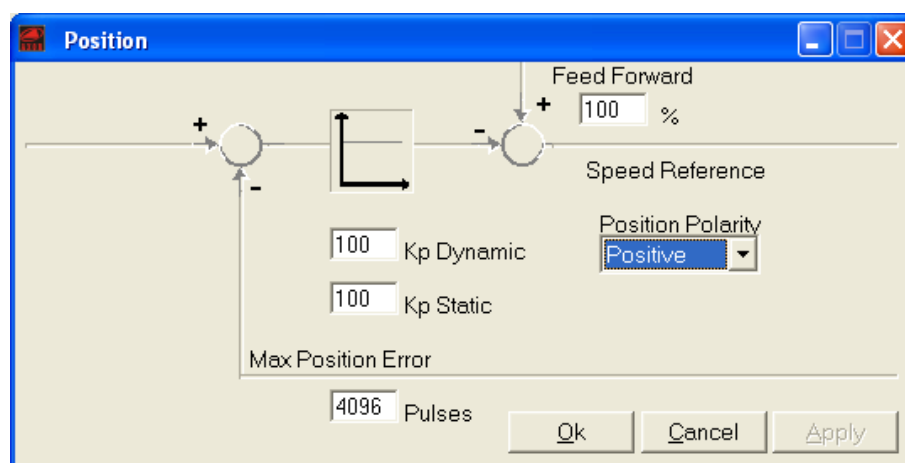 Position
Feed Forward
+
100 %
+
-
Speed Reference
-
Position Polarity
Positive
100 Kp Dynamic
100 Kp Static
Max Position Error
4096 Pulses
Ok Cancel Apply